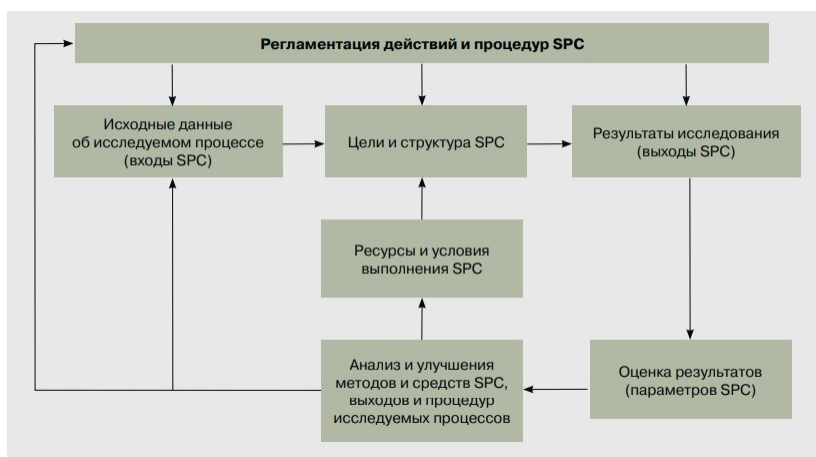 Регламентация действий и процедур SPC
Исходные данные
об исследуемом процессе
(входы SPC)
Цели и структура SPC
Результаты исследования
(выходы SPC)
Ресурсы и условия
выполнения SPC
Анализ и улучшения
методов и средств SPC,
выходов и процедур
исследуемых процессов
Оценка результатов
(параметров SPC)